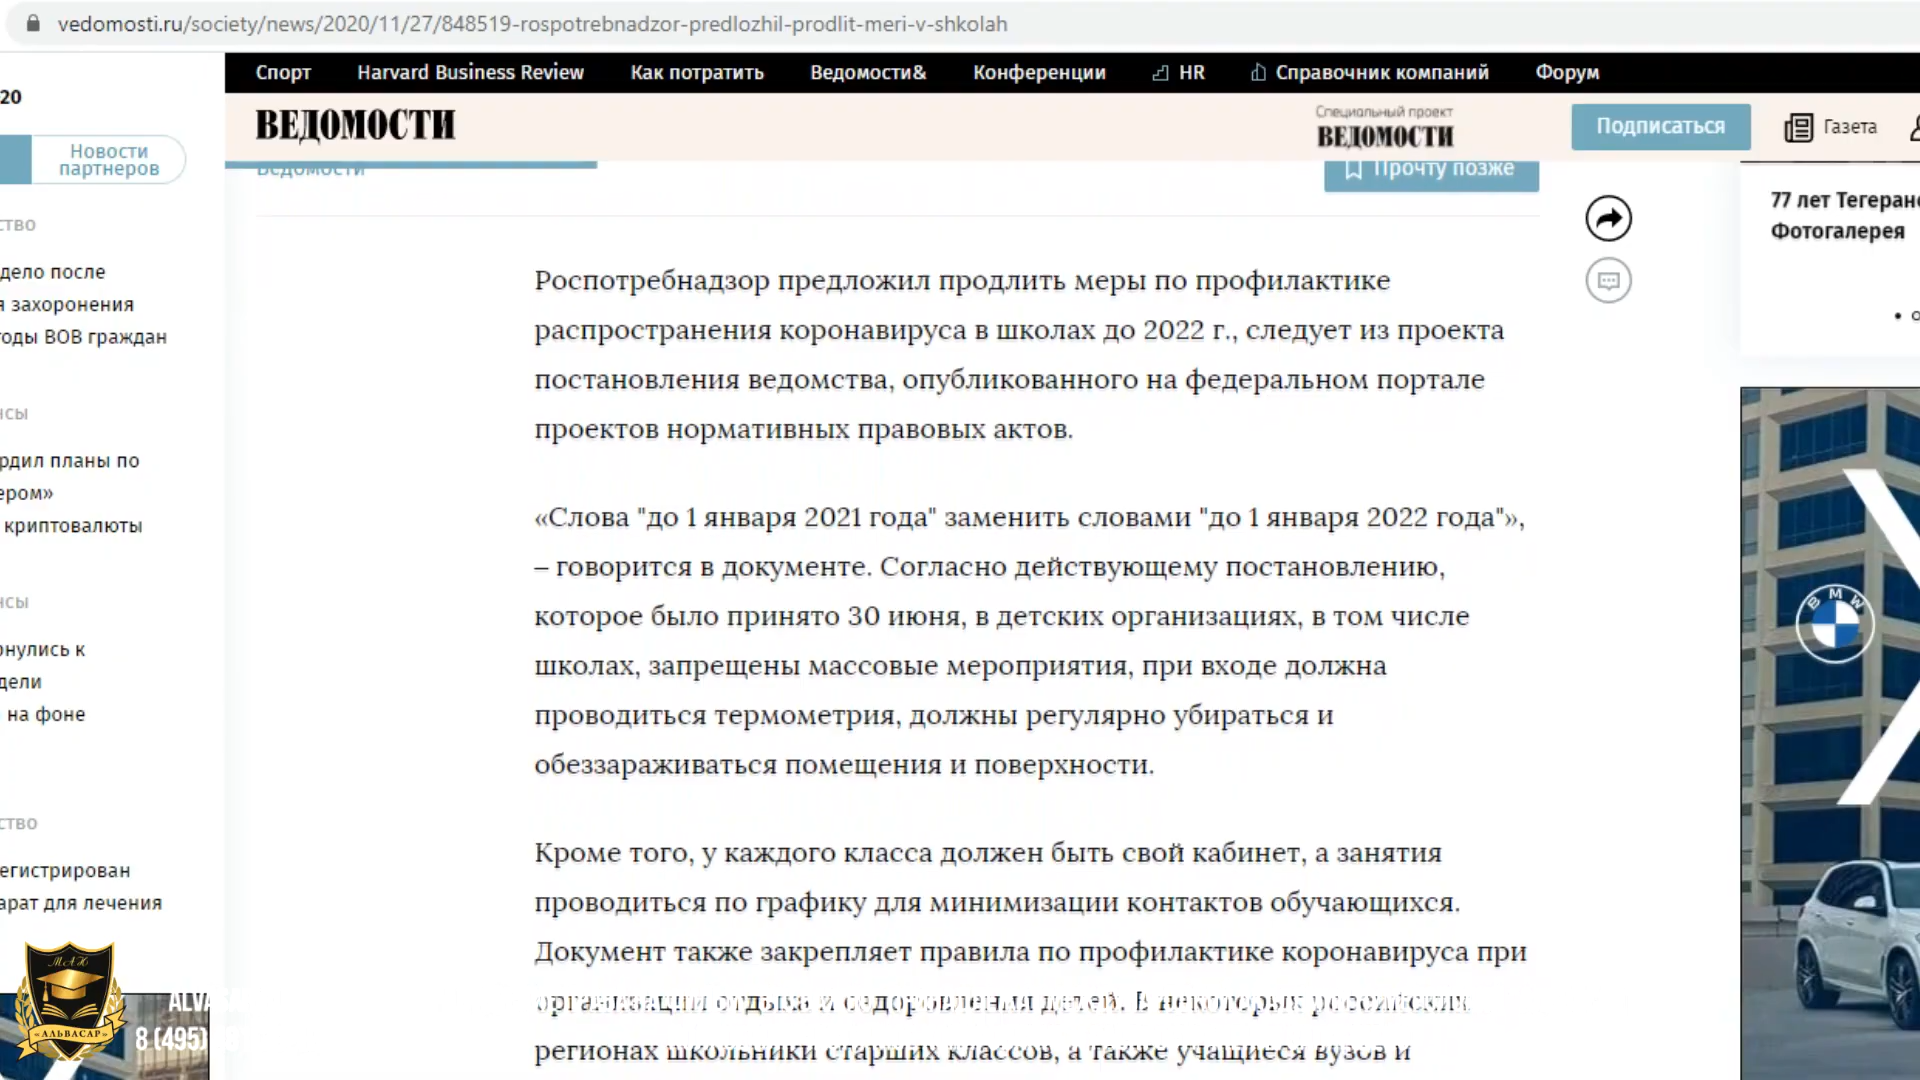 vedomosti.ru/society/news/2020/11/27/848519-rospotrebnadzor-predlozhil-prodlit-meri-v-shkolah
Спорт Harvard Business Review Как потратить Ведомости& Конференции HR Справочник компаний Форум
ВЕДОМОСТИ
Специальный проект
ВЕДОМОСТИ
Подписаться
Газета
20
Новости
партнеров
дело после
я захоронения
годы ВОВ граждан
рдил планы по
криптовалюты
рнулись к
на фоне
для лечения
Ведомости
Прочту позже
Роспотребнадзор предложил продлить меры по профилактике
распространения коронавируса в школах до 2022 г., следует из проекта
постановления ведомства, опубликованного на федеральном портале
проектов нормативных правовых актов.
«Слова "до 1 января 2021 года" заменить словами "до 1 января 2022 года"»,
– говорится в документе. Согласно действующему постановлению,
которое было принято 30 июня, в детских организациях, в том числе
школах, запрещены массовые мероприятия, при входе должна
проводиться термометрия, должны регулярно убираться и
обеззараживаться помещения и поверхности.
Кроме того, у каждого класса должен быть свой кабинет, а занятия
проводиться по графику для минимизации контактов обучающихся.
Документ также закрепляет правила по профилактике коронавируса при
организации отдыха и оздоровления детей. В некоторых российских
регионах школьники старших классов, а также учащиеся вузов и
77 лет Тегеран
Фотогалерея
BMW
МАЮ
«АЛЬВАСАР»
8 (495)